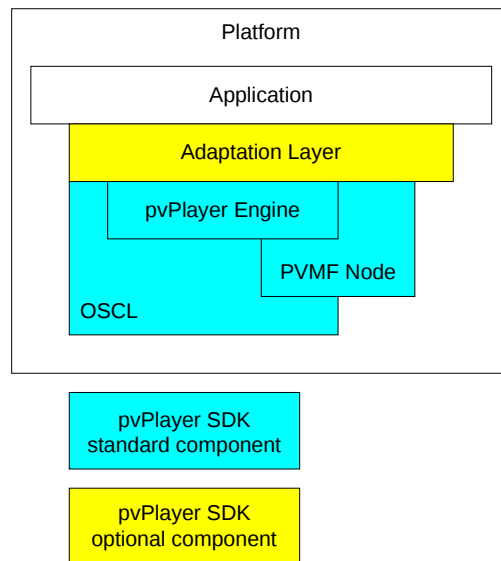 Platform
Application
Adaptation Layer
pvPlayer Engine
PVMF Node
OSCL
pvPlayer SDK
standard component
pvPlayer SDK
optional component